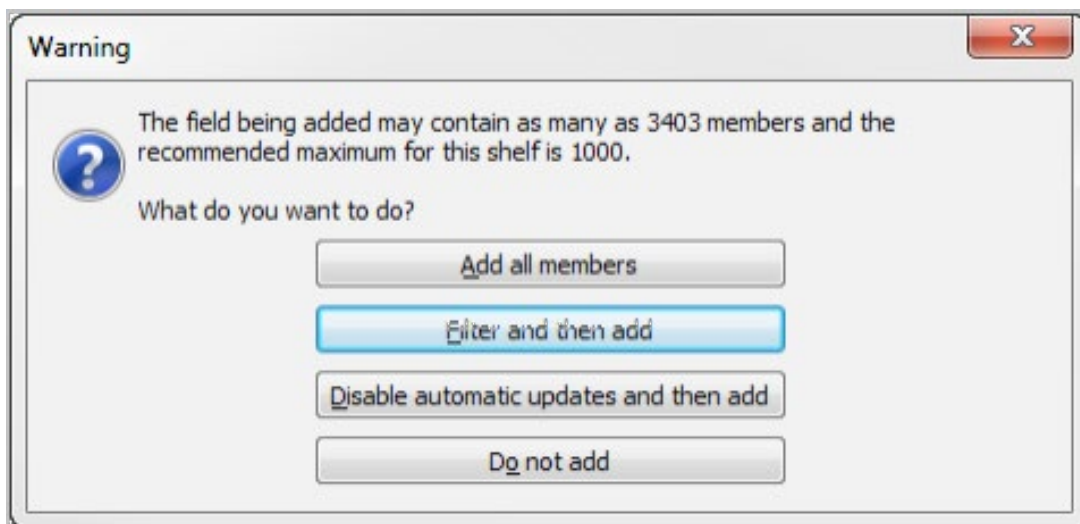 Warning
The field being added may contain as many as 3403 members and the
recommended maximum for this shelf is 1000.
What do you want to do?
Add all members
Filter and then add
Disable automatic updates and then add
Do not add